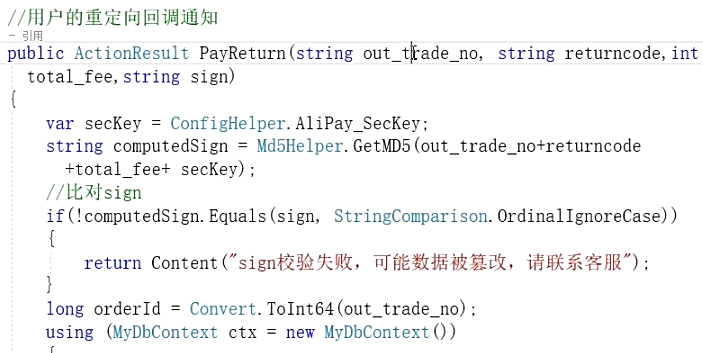 //用户的重定向回调通知
引用
public ActionResult PayReturn(string out_trade_no, string returncode,int
total_fee,string sign)
{
var secKey = ConfigHelper.AliPay_SecKey;
string computedSign = Md5Helper.GetMD5(out_trade_no+returncode
+total_fee+ secKey);
//比对sign
if(!computedSign.Equals(sign, StringComparison.OrdinalIgnoreCase))
{
return Content("sign校验失败，可能数据被篡改，请联系客服");
}
long orderId = Convert.ToInt64(out_trade_no);
using (MyDbContext ctx = new MyDbContext())
{